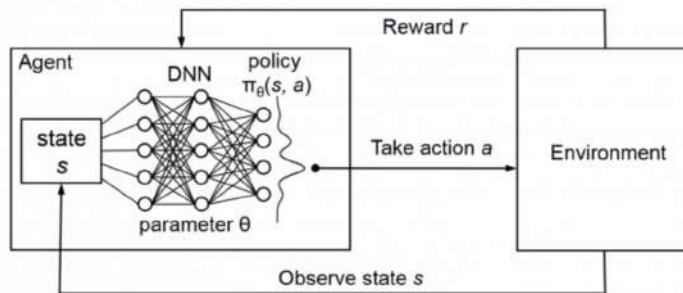 Reward r
Agent
DNN
policy
πθ(s, a)
state
s
Take action a
Environment
parameter θ
Observe state s